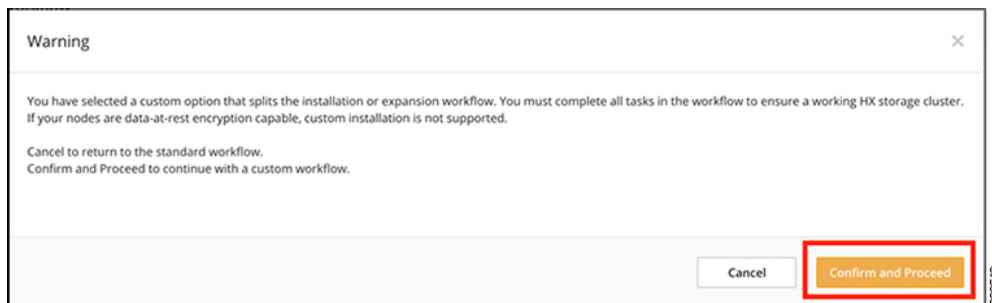 Warning
You have selected a custom option that splits the installation or expansion workflow. You must complete all tasks in the workflow to ensure a working HX storage cluster.
If your nodes are data-at-rest encryption capable, custom installation is not supported.
Cancel to return to the standard workflow.
Confirm and Proceed to continue with a custom workflow.
Cancel
Confirm and Proceed